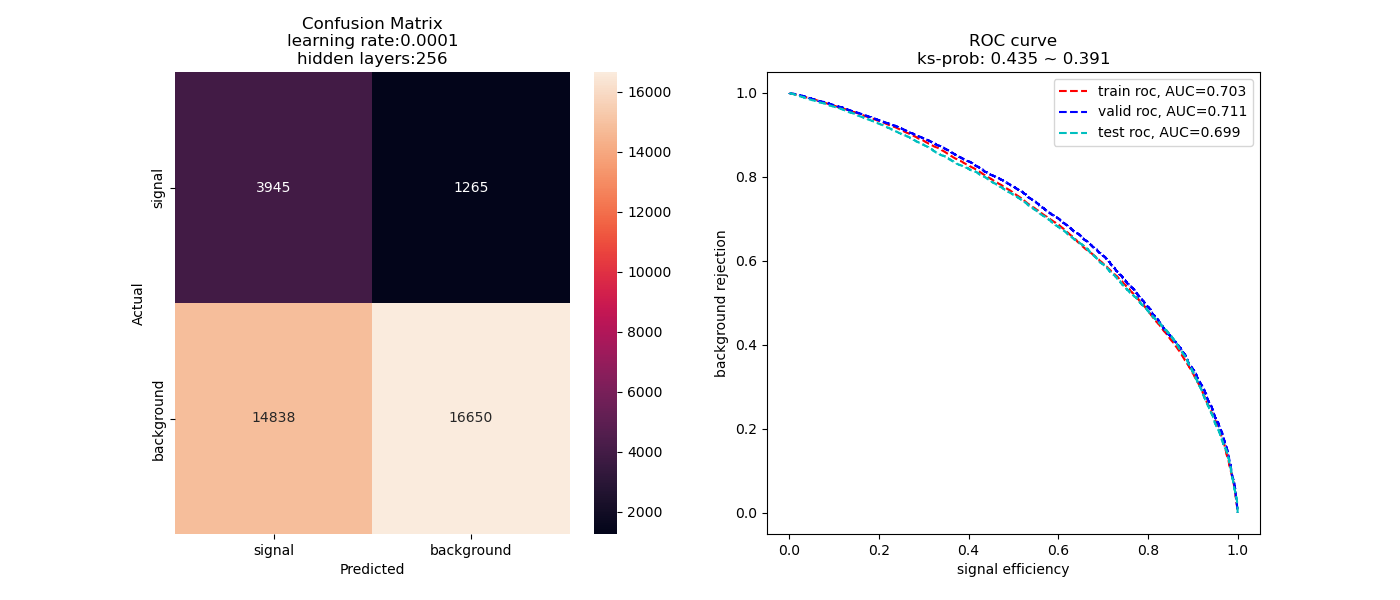 Confusion Matrix
learning rate:0.0001
hidden layers:256
signal
background
Actual
3945
1265
14838
16650
signal
background
Predicted
16000
14000
12000
10000
8000
6000
4000
2000
ROC curve
ks-prob: 0.435 ~ 0.391
train roc, AUC=0.703
valid roc, AUC=0.711
test roc, AUC=0.699
1.0
0.8
0.6
0.4
0.2
0.0
background rejection
0.0
0.2
0.4
0.6
0.8
1.0
signal efficiency